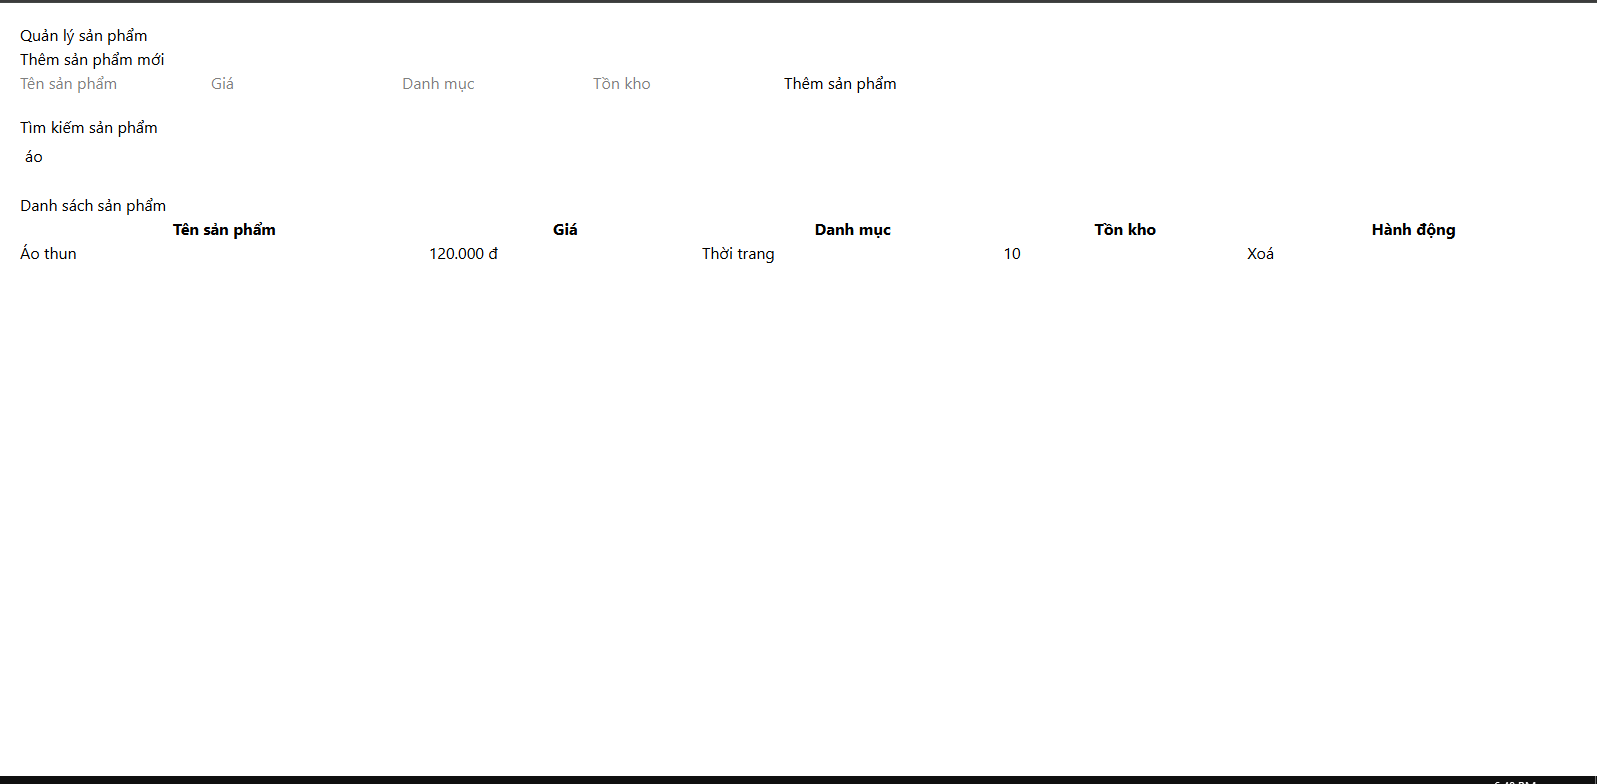 Quản lý sản phẩm
Thêm sản phẩm mới
Tên sản phẩm Giá Danh mục Tồn kho Thêm sản phẩm
Tìm kiếm sản phẩm
áo
Danh sách sản phẩm
Tên sản phẩm Giá Danh mục Tồn kho Hành động
Áo thun 120.000 đ Thời trang 10 Xoá